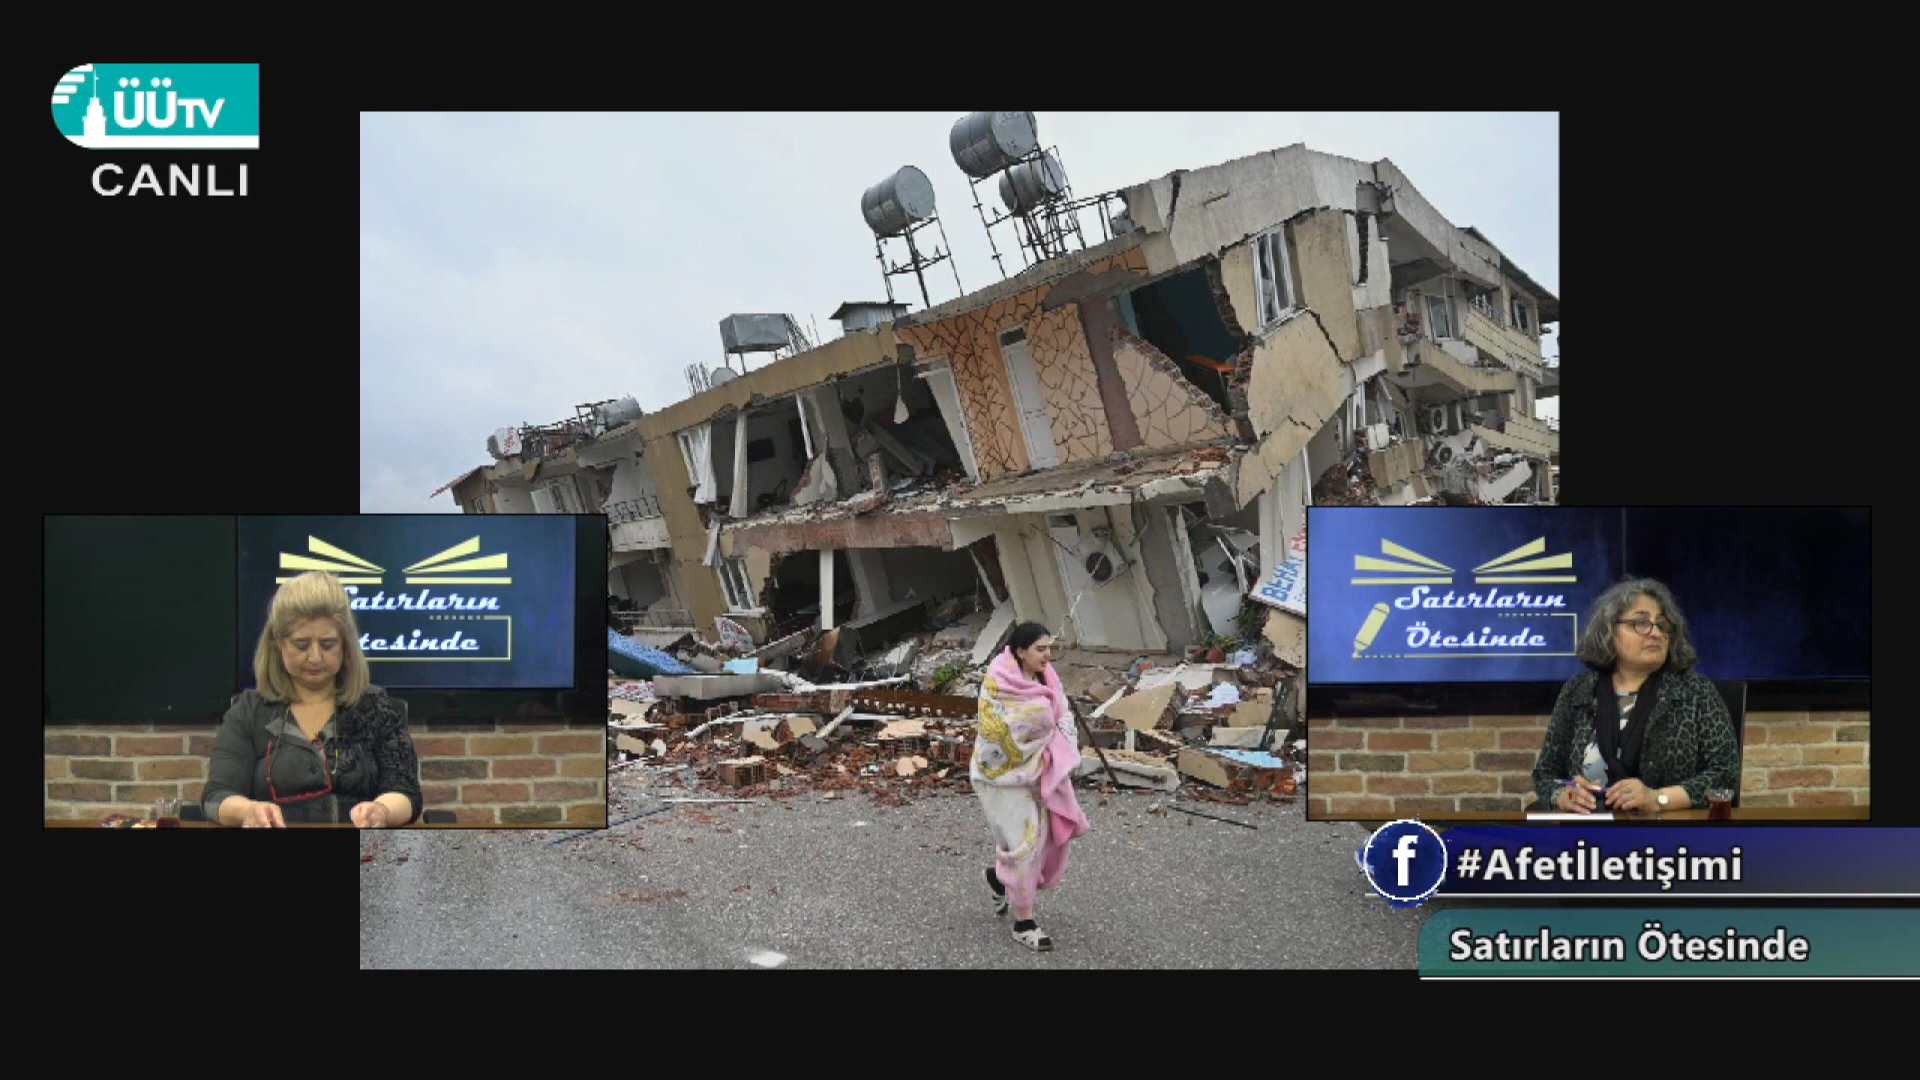 ÜÜTV
CANLI
Satırların
Ötesinde
Satırların
Ötesinde
#Afetİletişimi
Satırların Ötesinde